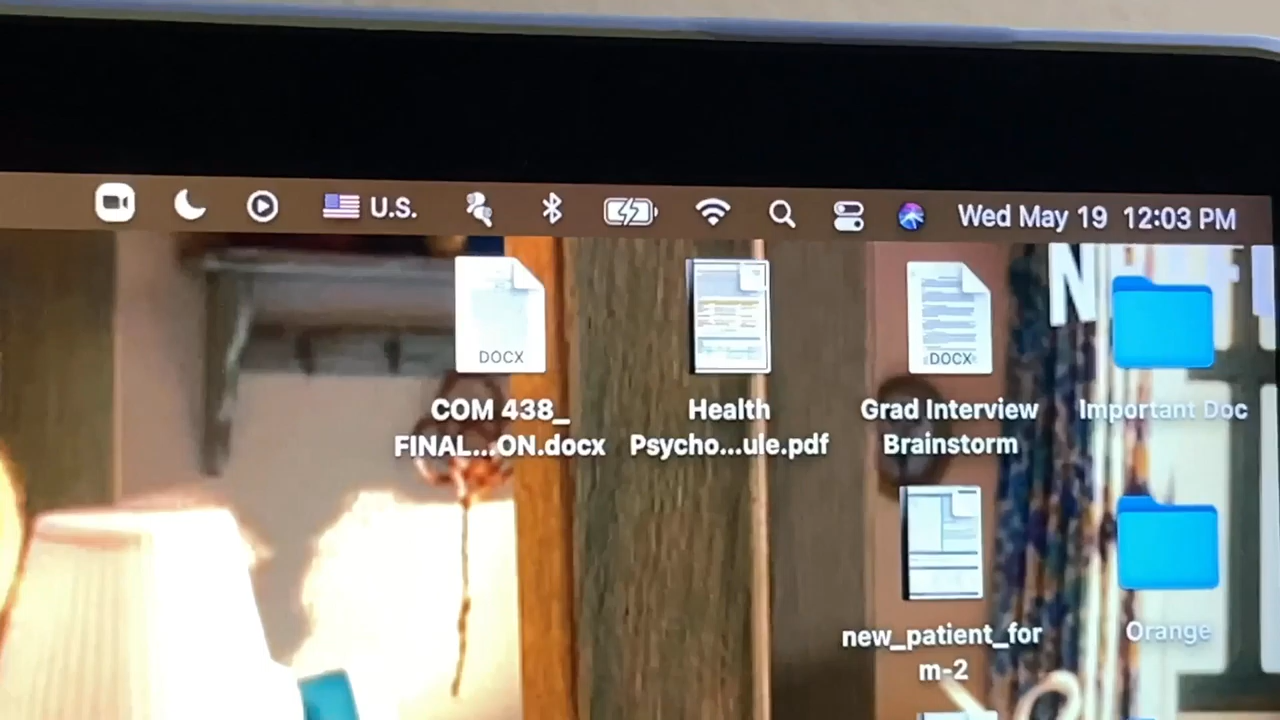 U.S.
Wed May 19 12:03 PM
DOCX
COM 438_
FINAL...ON.docx
Health
Psycho...ule.pdf
DOCX
Grad Interview
Brainstorm
Important Doc
new_patient_for
m-2
Orange